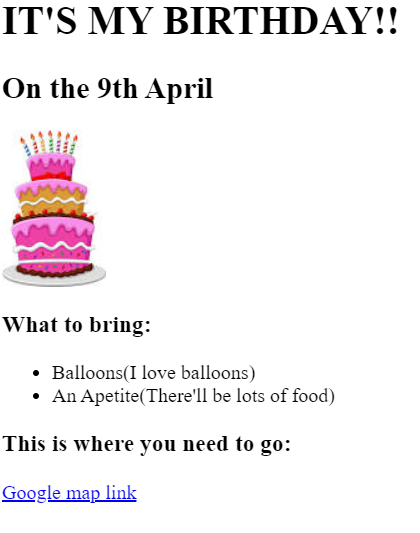 IT'S MY BIRTHDAY!!
On the 9th April
What to bring:
Balloons(I love balloons)
An Apetite(There'll be lots of food)
This is where you need to go:
Google map link